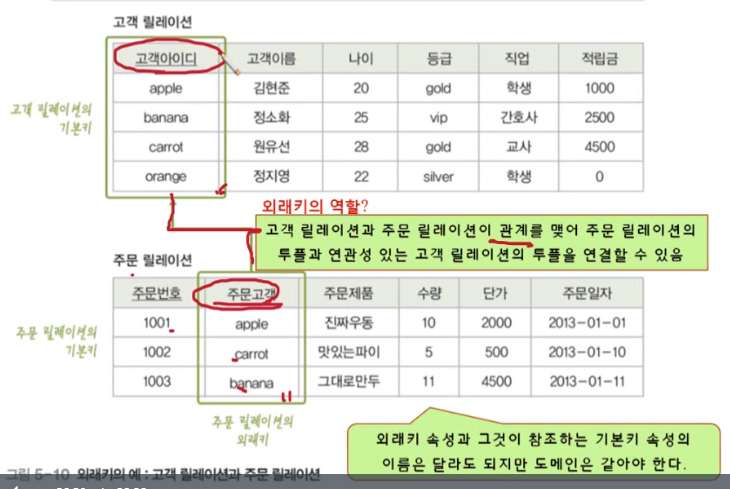 고객 릴레이션
고객아이디 고객이름 나이 등급 직업 적립금
apple 김현준 20 gold 학생 1000
고객 릴레이션의
기본키
banana 정소화 25 vip 간호사 2500
carrot 원유선 28 gold 교사 4500
orange 정지영 22 silver 학생 0
외래키의 역할?
고객 릴레이션과 주문 릴레이션이 관계를 맺어 주문 릴레이션의
투플과 연관성 있는 고객 릴레이션의 투플을 연결할 수 있음
주문 릴레이션
주문번호 주문고객 주문제품 수량 단가 주문일자
1001 apple 진짜우동 10 2000 2013-01-01
주문 릴레이션의
기본키
1002 carrot 맛있는파이 5 500 2013-01-10
1003 banana 그대로만두 11 4500 2013-01-11
주문 릴레이션의
외래키
외래키 속성과 그것이 참조하는 기본키 속성의
이름은 달라도 되지만 도메인은 같아야 한다.
그림 5-10 외래키의 예 : 고객 릴레이션과 주문 릴레이션